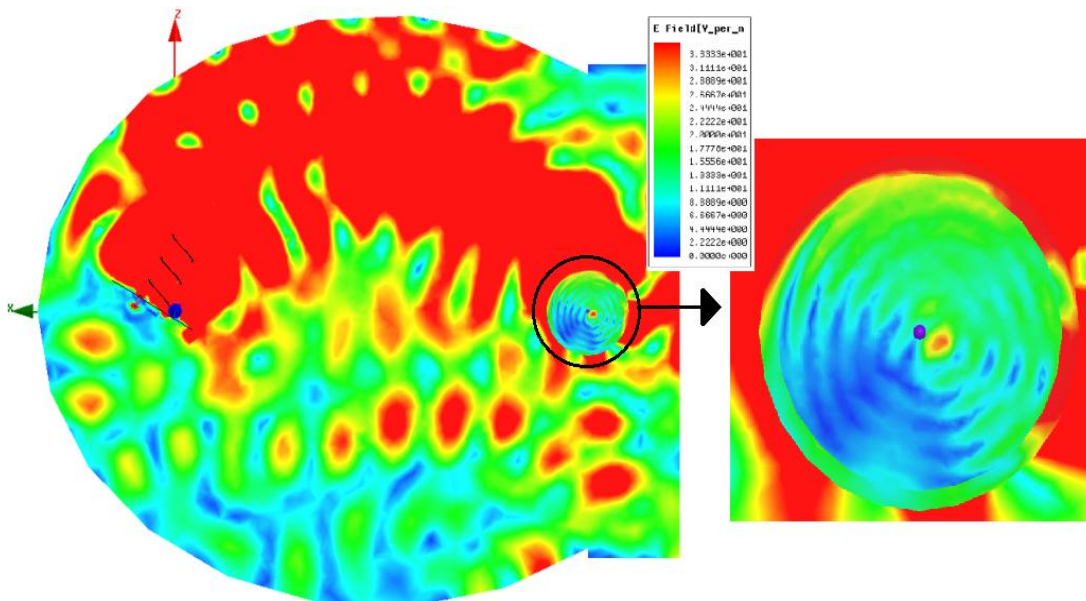 Z
X
E Field[V_per_m
3.3333e+001
3.1111e+001
2.8889e+001
2.6667e+001
2.4444e+001
2.2222e+001
2.0000e+001
1.7778e+001
1.5556e+001
1.3333e+001
1.1111e+001
8.8889e+000
6.6667e+000
4.4444e+000
2.2222e+000
0.0000e+000